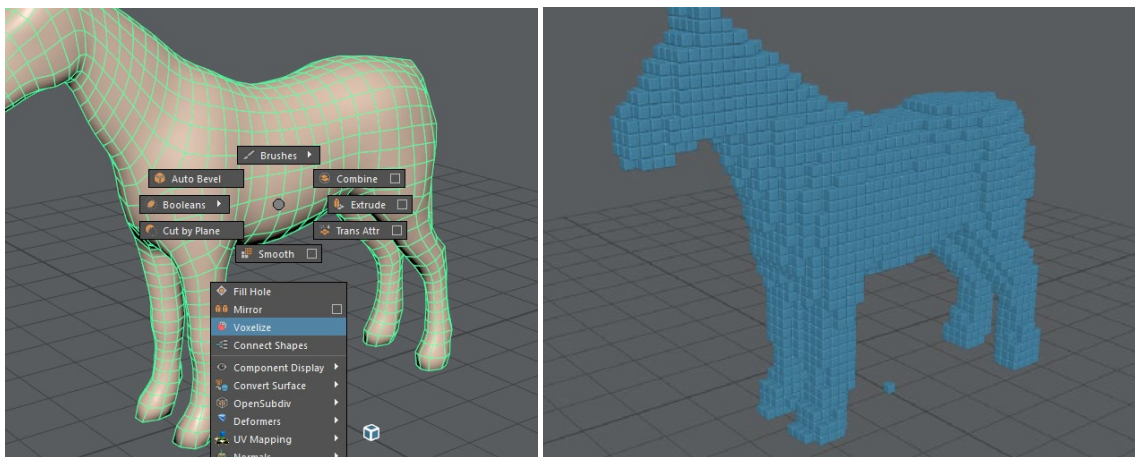 Brushes
Auto Bevel
Combine
Booleans
Extrude
Cut by Plane
Trans Attr
Smooth
Fill Hole
Mirror
Voxelize
Connect Shapes
Component Display
Convert Surface
OpenSubdiv
Deformers
UV Mapping
Normals